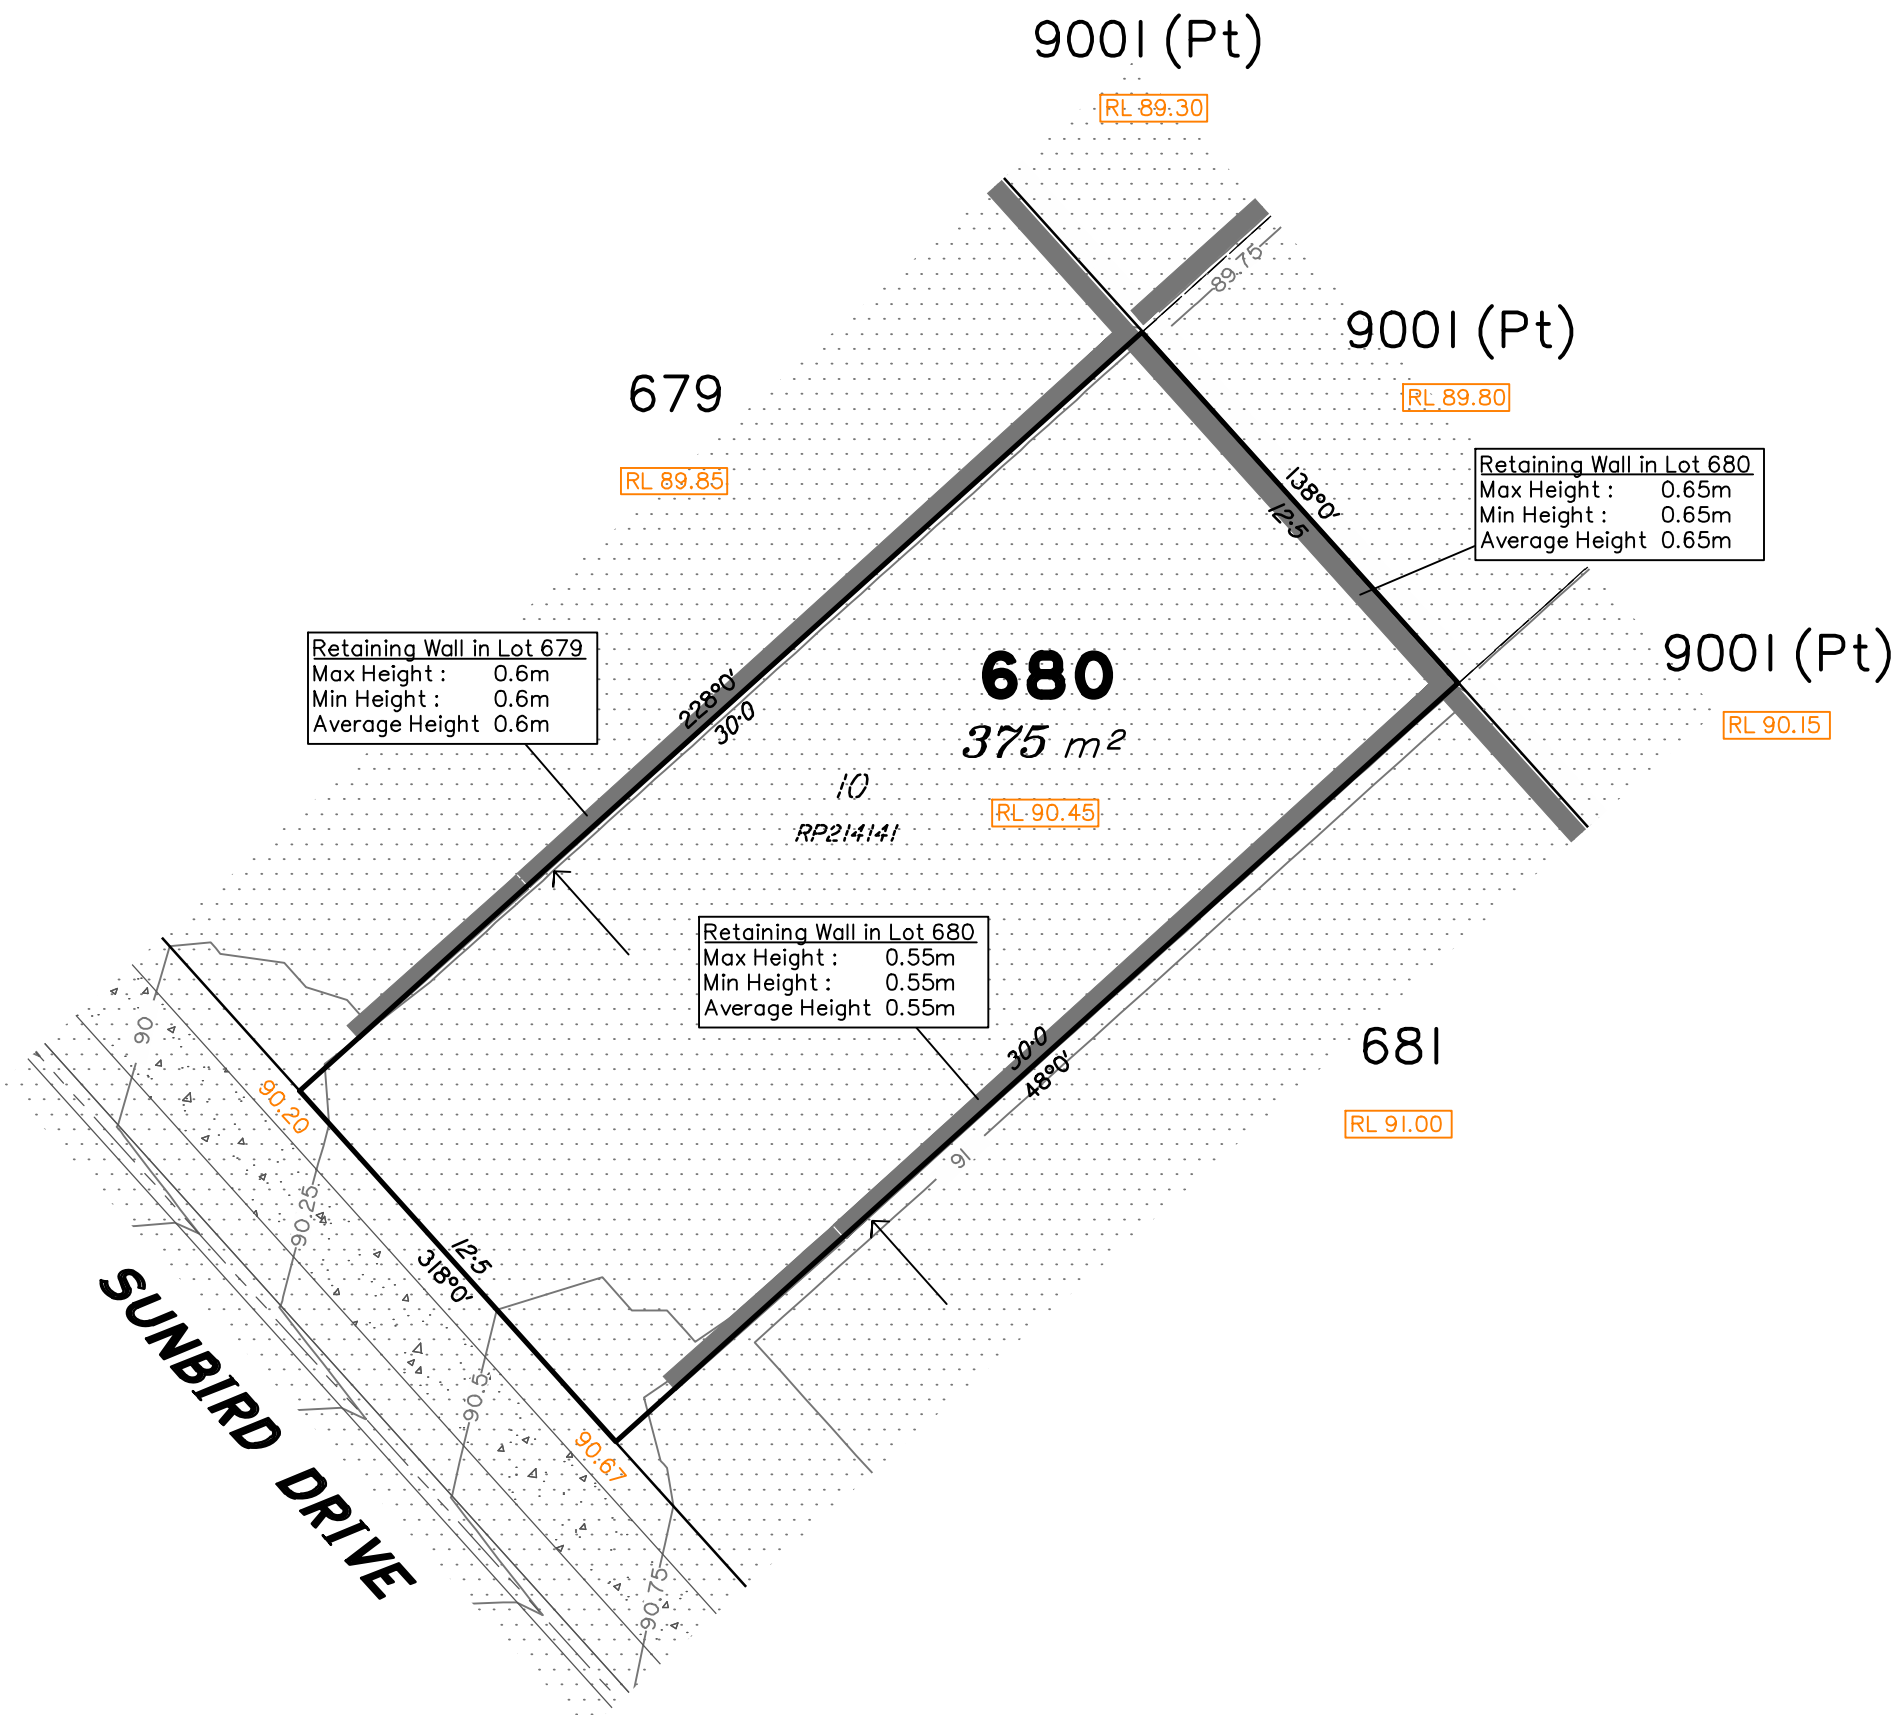 9001 (Pt)
RL 89.30
89.75
9001 (Pt)
RL 89.80
679
RL 89.85
138°0'
12·5
Retaining Wall in Lot 680
Max Height : 0.65m
Min Height : 0.65m
Average Height 0.65m
9001 (Pt)
RL 90.15
Retaining Wall in Lot 679
Max Height : 0.6m
Min Height : 0.6m
Average Height 0.6m
228°0'
30·0
680
375 m²
10
RP214141
RL 90.45
Retaining Wall in Lot 680
Max Height : 0.55m
Min Height : 0.55m
Average Height 0.55m
30·0
48°0'
681
RL 91.00
91
90
90.20
90.25
12·5
318°0'
90.5
90.67
90.75
SUNBIRD DRIVE